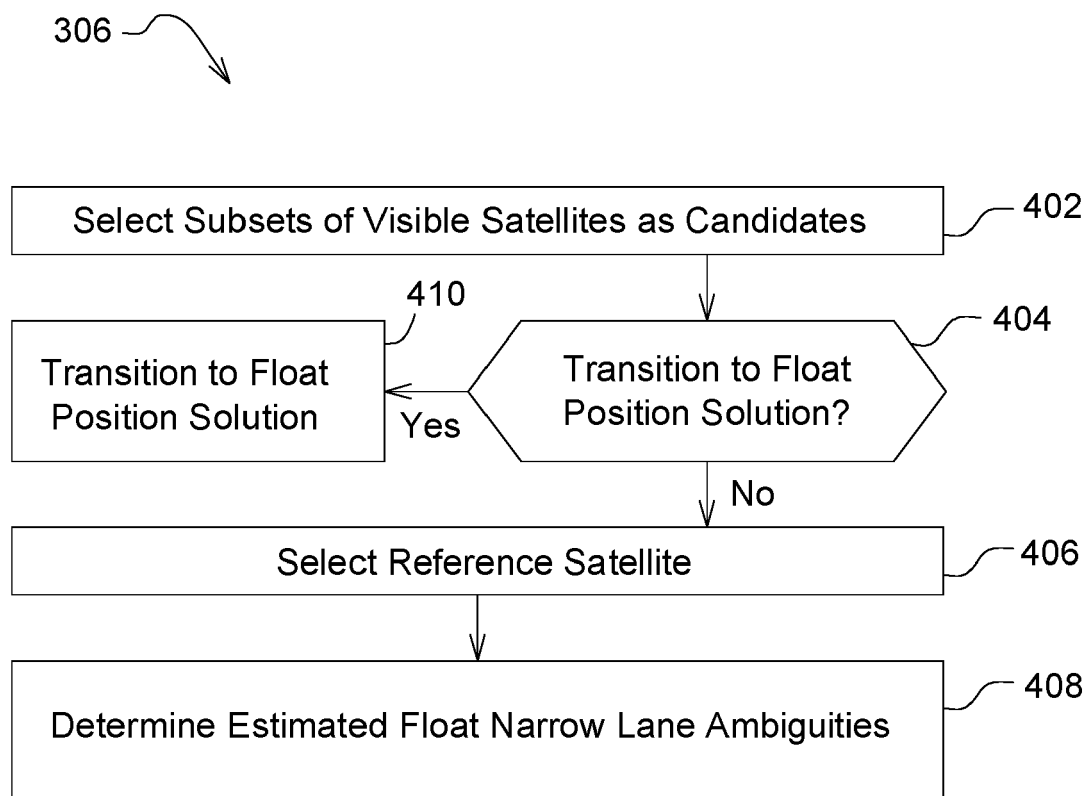 306
Select Subsets of Visible Satellites as Candidates
402
410
404
Transition to Float
Position Solution
Transition to Float
Position Solution?
Yes
No
Select Reference Satellite
406
Determine Estimated Float Narrow Lane Ambiguities
408